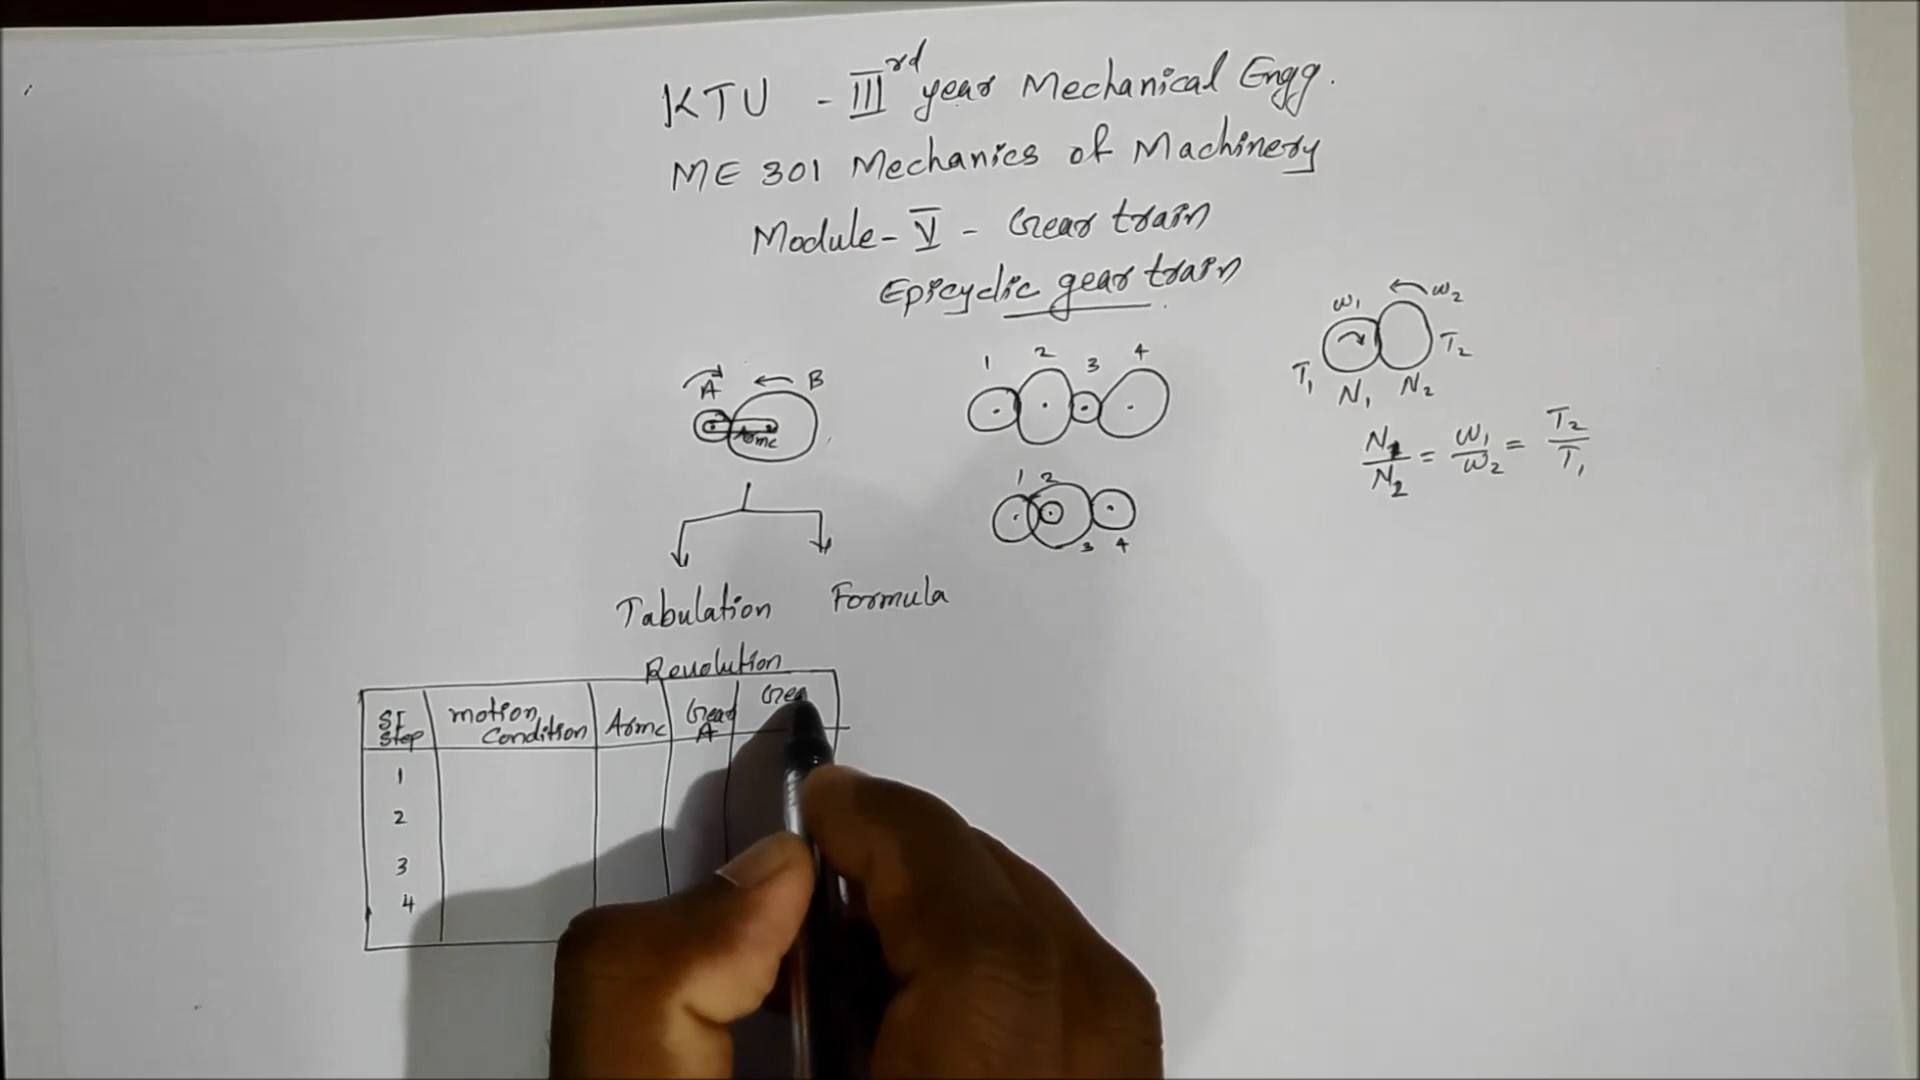 KTU - IIIrd year Mechanical Engg.
ME 301 Mechanics of Machinery
Module - V - Gear train
Epicyclic gear train
A B
Arm C
1 2 3 4
1 2
3 4
ω1 ω2
T1 N1 N2 T2
N1/N2 = ω1/ω2 = T2/T1
Tabulation Formula
Revolution
Sl Step
Motion Condition
Arm C
Gear A
Gea
1
2
3
4